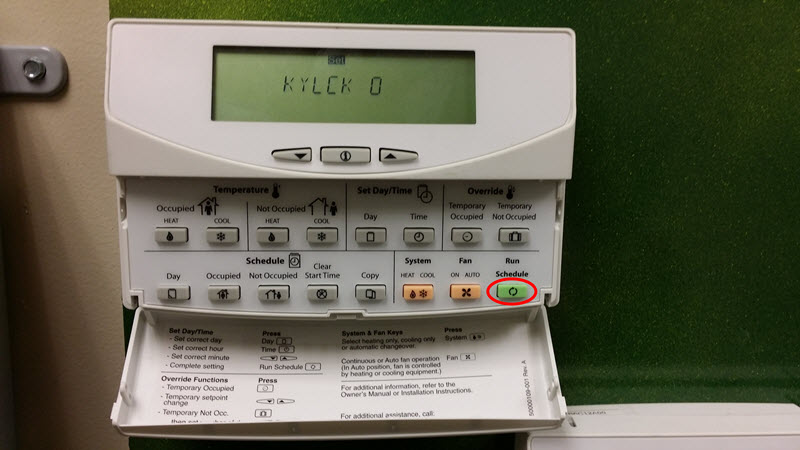 Set
KYLCK 0
Temperature
Set Day/Time
Override
Occupied
Not Occupied
Day
Time
Temporary
Occupied
Temporary
Not Occupied
HEAT
COOL
HEAT
COOL
Schedule
System
Fan
Run
Schedule
Day
Occupied
Not Occupied
Clear
Start Time
Copy
HEAT COOL
ON AUTO
Set Day/Time
Press
- Set correct day
Day
- Set correct hour
Time
- Set correct minute
- Complete setting
Run Schedule
Override Functions
Press
- Temporary Occupied
- Temporary setpoint
change
- Temporary Not Occ.
System & Fan Keys
Press
Select heating only, cooling only
or automatic changeover.
System
Continuous or Auto fan operation
(In Auto position, fan is controlled
by heating or cooling equipment.)
Fan
For additional information, refer to the
Owner's Manual or Installation Instructions.
For additional assistance, call:
50000109-001 Rev. A